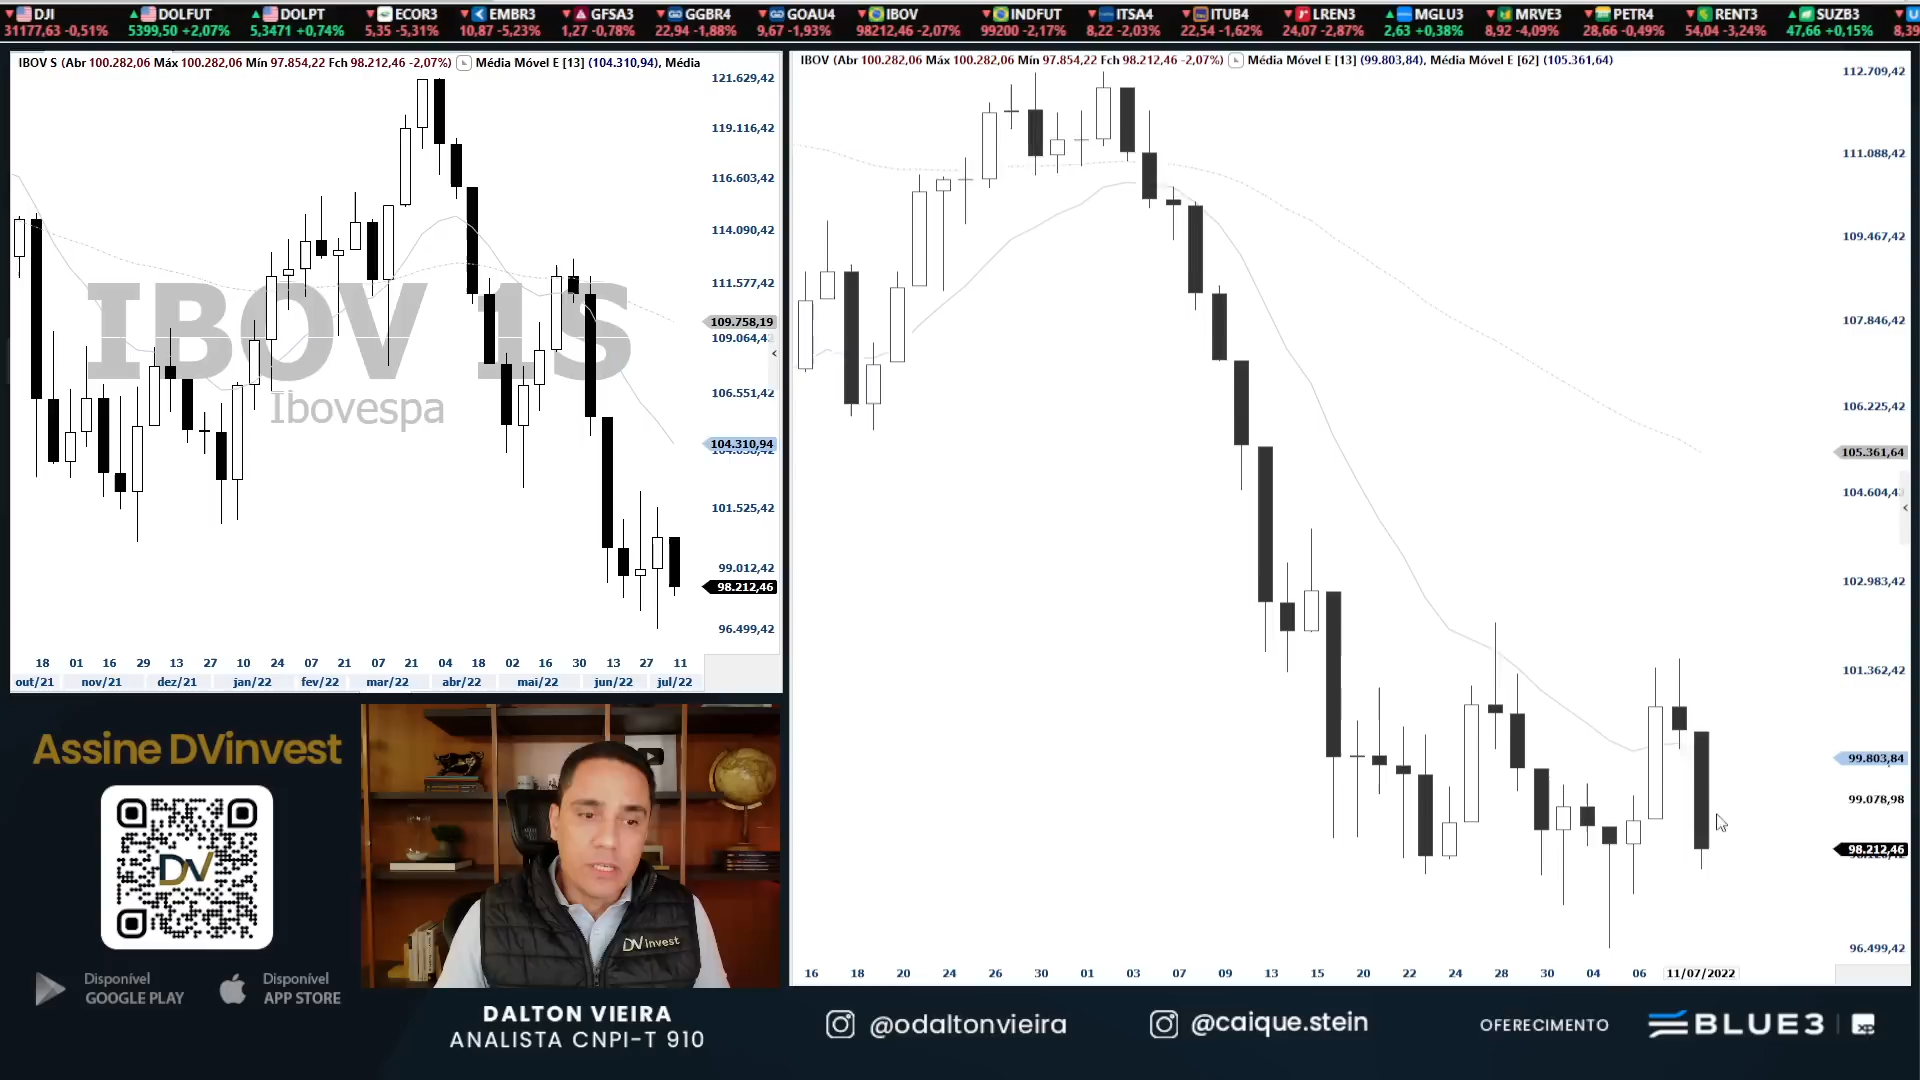 DJI DOLFUT DOLPT ECOR3 EMBR3 GFSA3 GGBR4 GOAU4 IBOV INDFUT ITSA4 ITUB4 LREN3 MGLU3 MRVE3 PETR4 RENT3 SUZB3
31177,63 -0,51% 5399,50 +2,07% 5,3471 +0,74% 5,35 -5,31% 10,87 -5,23% 1,27 -0,78% 22,94 -1,88% 9,67 -1,93% 98212,46 -2,07% 99200 -2,17% 8,22 -2,03% 22,54 -1,62% 24,07 -2,87% 2,63 +0,38% 8,92 -4,09% 28,66 -0,49% 54,04 -3,24% 47,66 +0,15% 8,39
IBOV S (Abr 100.282,06 Máx 100.282,06 Mín 97.854,22 Fch 98.212,46 -2,07%) Média Móvel E [13] (104.310,94), Média
121.629,42
119.116,42
116.603,42
114.090,42
111.577,42
109.758,19
109.064,42
106.551,42
104.310,94
101.525,42
99.012,42
98.212,46
96.499,42
IBOV 1S
Ibovespa
18 01 16 29 13 27 10 24 07 21 07 21 04 18 02 16 30 13 27 11
out/21 nov/21 dez/21 jan/22 fev/22 mar/22 abr/22 mai/22 jun/22 jul/22
IBOV (Abr 100.282,06 Máx 100.282,06 Mín 97.854,22 Fch 98.212,46 -2,07%) Média Móvel E [13] (99.803,84), Média Móvel E [62] (105.361,64)
112.709,42
111.088,42
109.467,42
107.846,42
106.225,42
105.361,64
104.604,42
102.983,42
101.362,42
99.803,84
99.078,98
98.212,46
96.499,42
16 18 20 24 26 30 01 03 07 09 13 15 20 22 24 28 30 04 06 11/07/2022
Assine DVinvest
DV
Disponível
GOOGLE PLAY
Disponível
APP STORE
DVinvest
DALTON VIEIRA
ANALISTA CNPI-T 910
@odaltonvieira
@caique.stein
OFERECIMENTO
BLUE3
xp